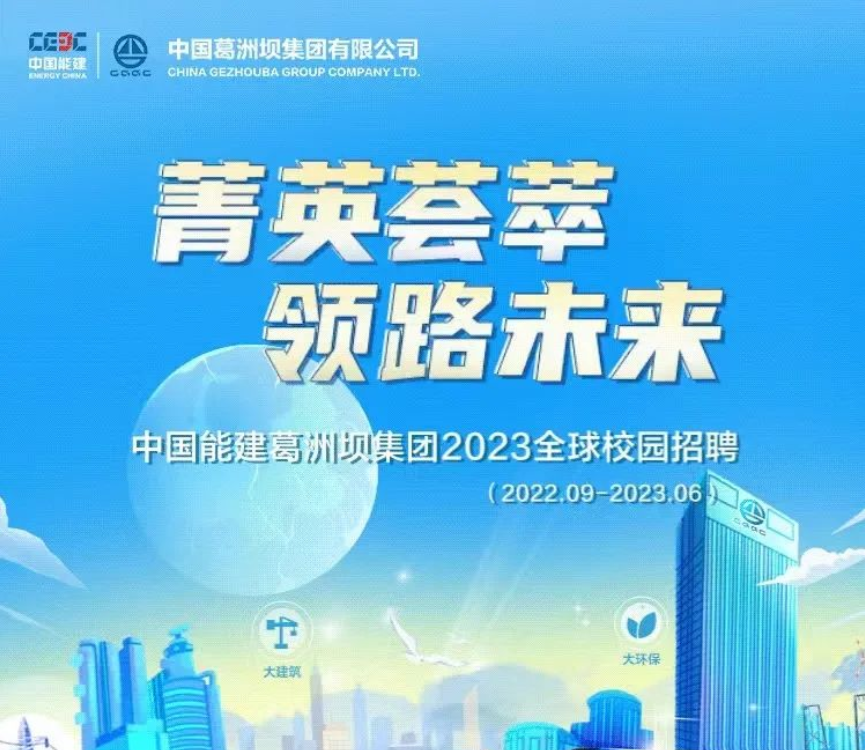 CEEC
中国能建
ENERGY CHINA
CGGC
中国葛洲坝集团有限公司
CHINA GEZHOUBA GROUP COMPANY LTD.
菁英荟萃
领路未来
中国能建葛洲坝集团2023全球校园招聘
（2022.09-2023.06）
CGGC
大建筑
大环保